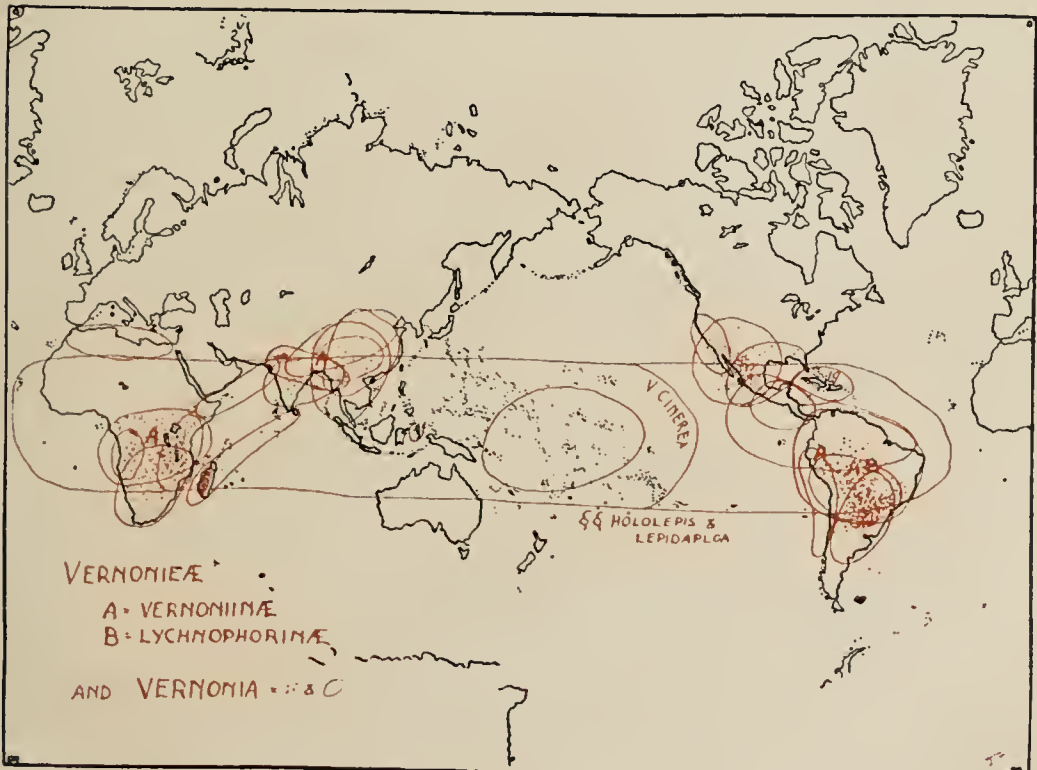 V CINEREA
§§ HOLOLEPIS &
LEPIDAPLOA
A
A
A
A B
B
VERNONIEÆ
A = VERNONIINÆ
B = LYCHNOPHORINÆ
AND VERNONIA = ∴ & C